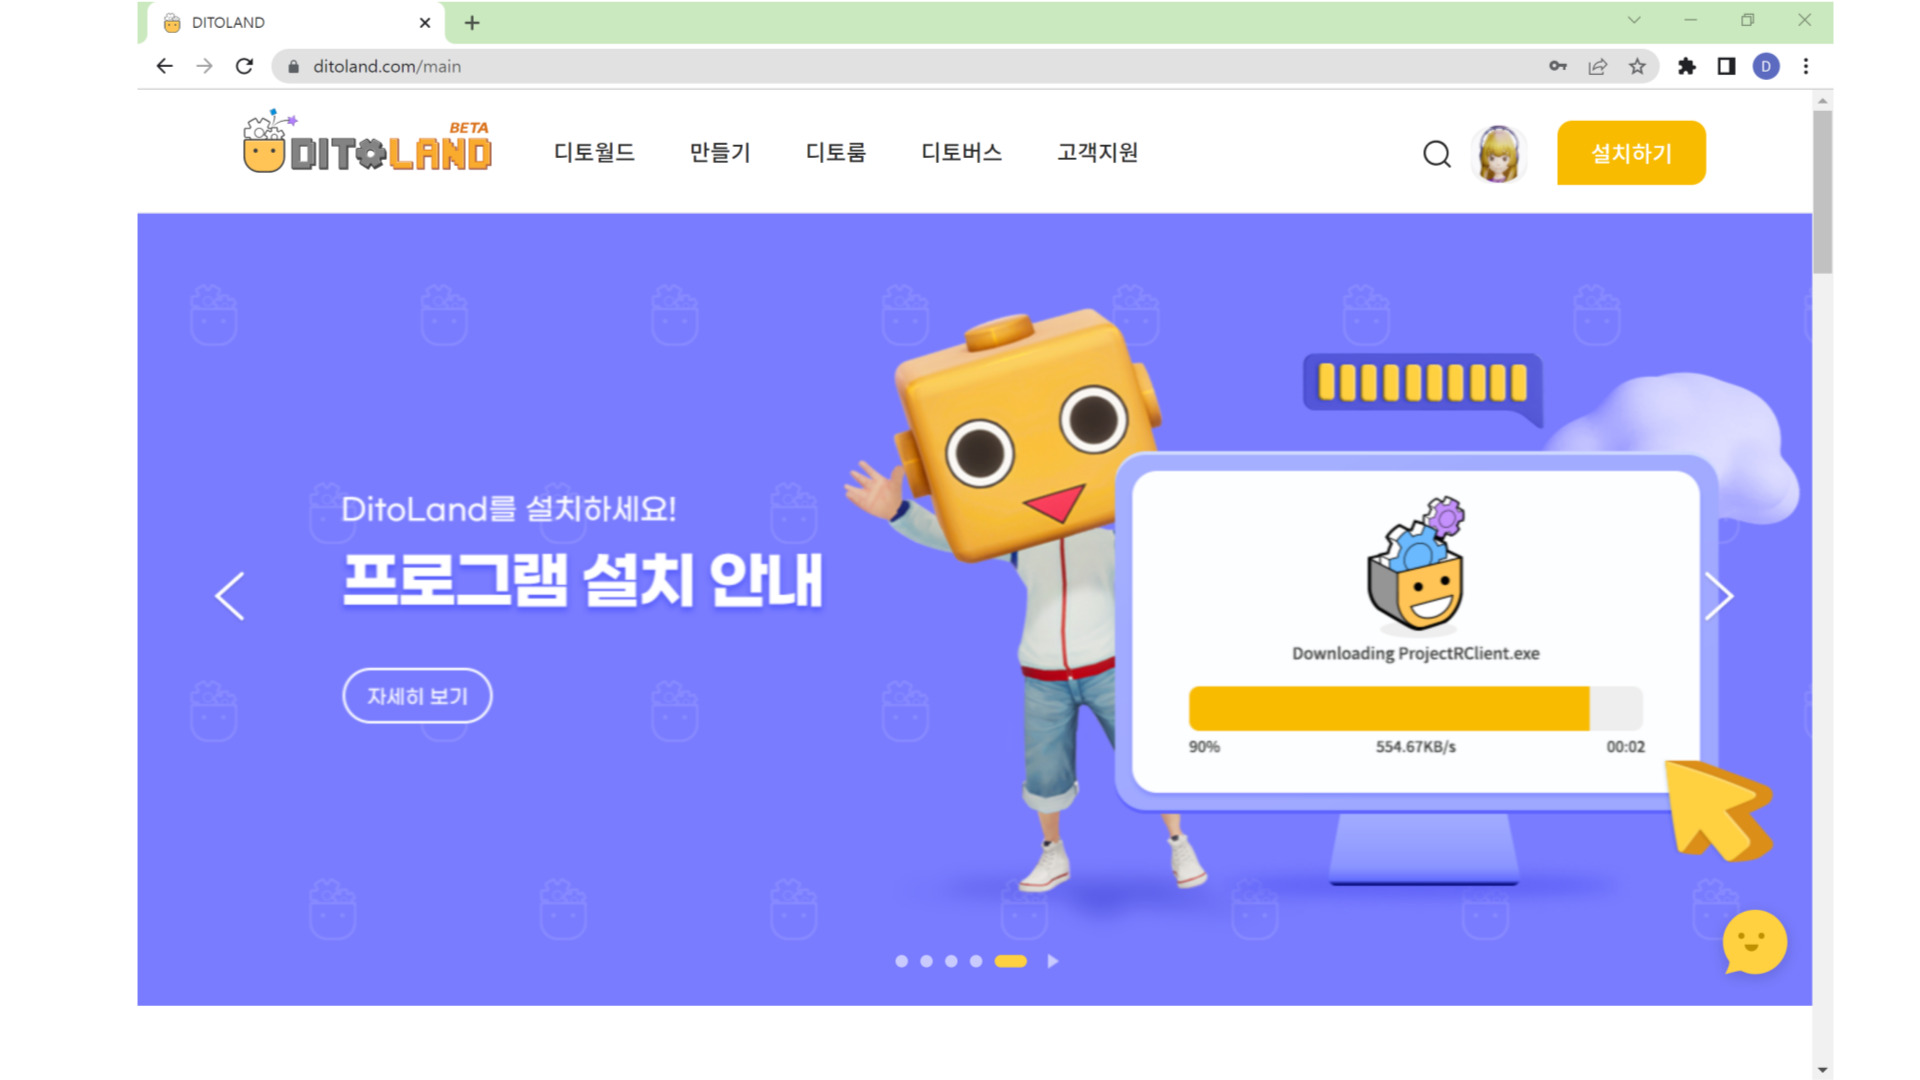 DITOLAND
ditoland.com/main
D
BETA
DITOLAND
디토월드 만들기 디토룸 디토버스 고객지원
설치하기
DitoLand를 설치하세요!
프로그램 설치 안내
자세히 보기
Downloading ProjectRClient.exe
90% 554.67KB/s 00:02